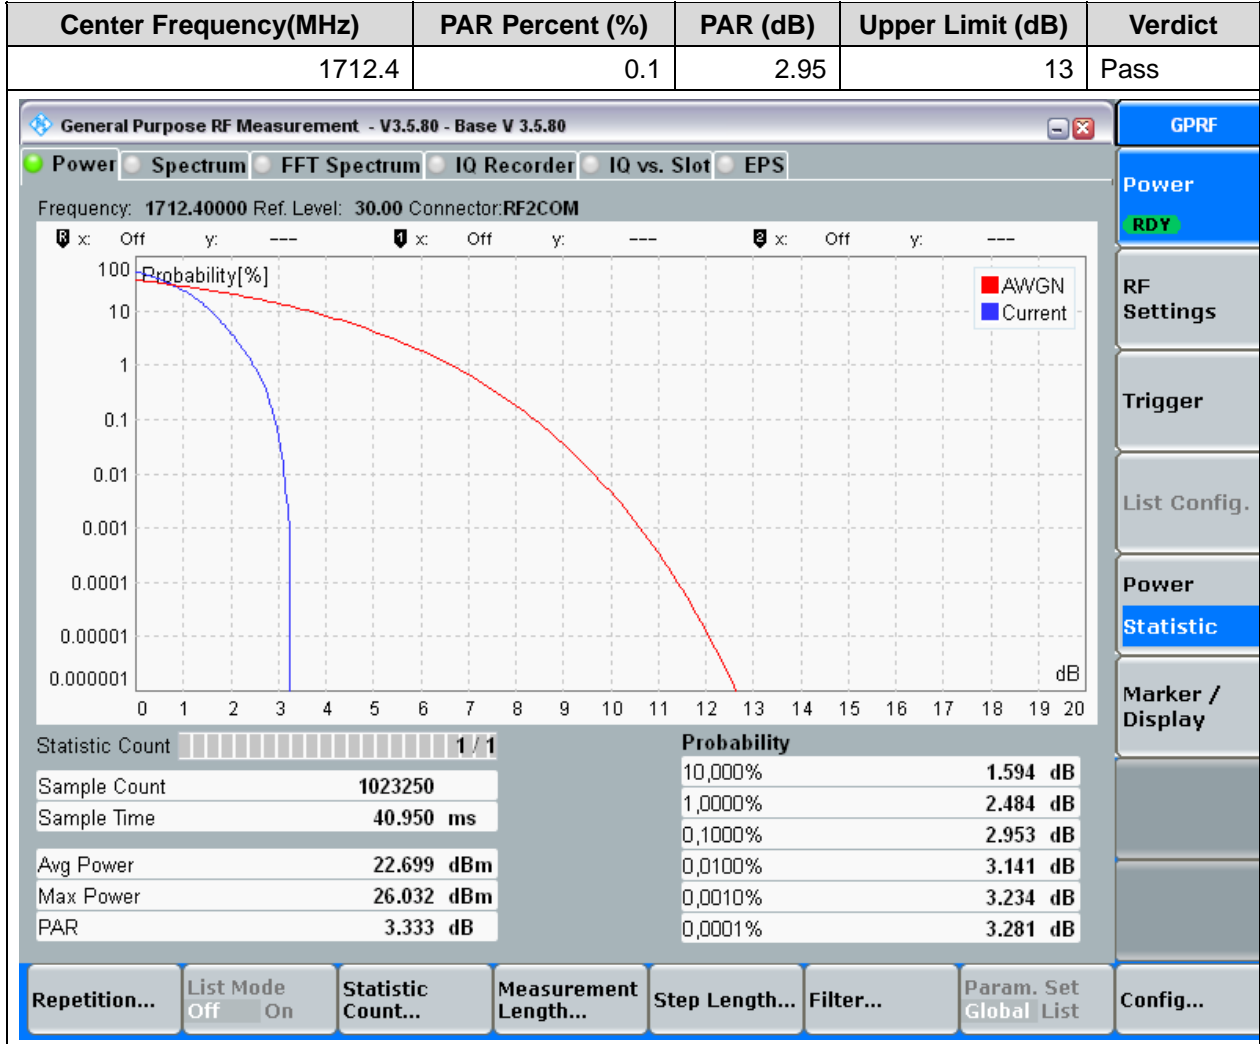 Center Frequency(MHz) PAR Percent (%) PAR (dB) Upper Limit (dB) Verdict
1712.4 0.1 2.95 13 Pass
General Purpose RF Measurement - V3.5.80 - Base V 3.5.80
GPRF
Power Spectrum FFT Spectrum IQ Recorder IQ vs. Slot EPS
Frequency: 1712.40000 Ref. Level: 30.00 Connector:RF2COM
R x: Off y: --- 1 x: Off y: --- 2 x: Off y: ---
Probability[%]
AWGN
Current
100
10
1
0.1
0.01
0.001
0.0001
0.00001
0.000001
dB
0 1 2 3 4 5 6 7 8 9 10 11 12 13 14 15 16 17 18 19 20
Statistic Count 1 / 1
Sample Count 1023250
Sample Time 40.950 ms
Avg Power 22.699 dBm
Max Power 26.032 dBm
PAR 3.333 dB
Probability
10,000% 1.594 dB
1,0000% 2.484 dB
0,1000% 2.953 dB
0,0100% 3.141 dB
0,0010% 3.234 dB
0,0001% 3.281 dB
Power
RDY
RF
Settings
Trigger
List Config.
Power
Statistic
Marker /
Display
Repetition...
List Mode
Off On
Statistic
Count...
Measurement
Length...
Step Length...
Filter...
Param. Set
Global List
Config...